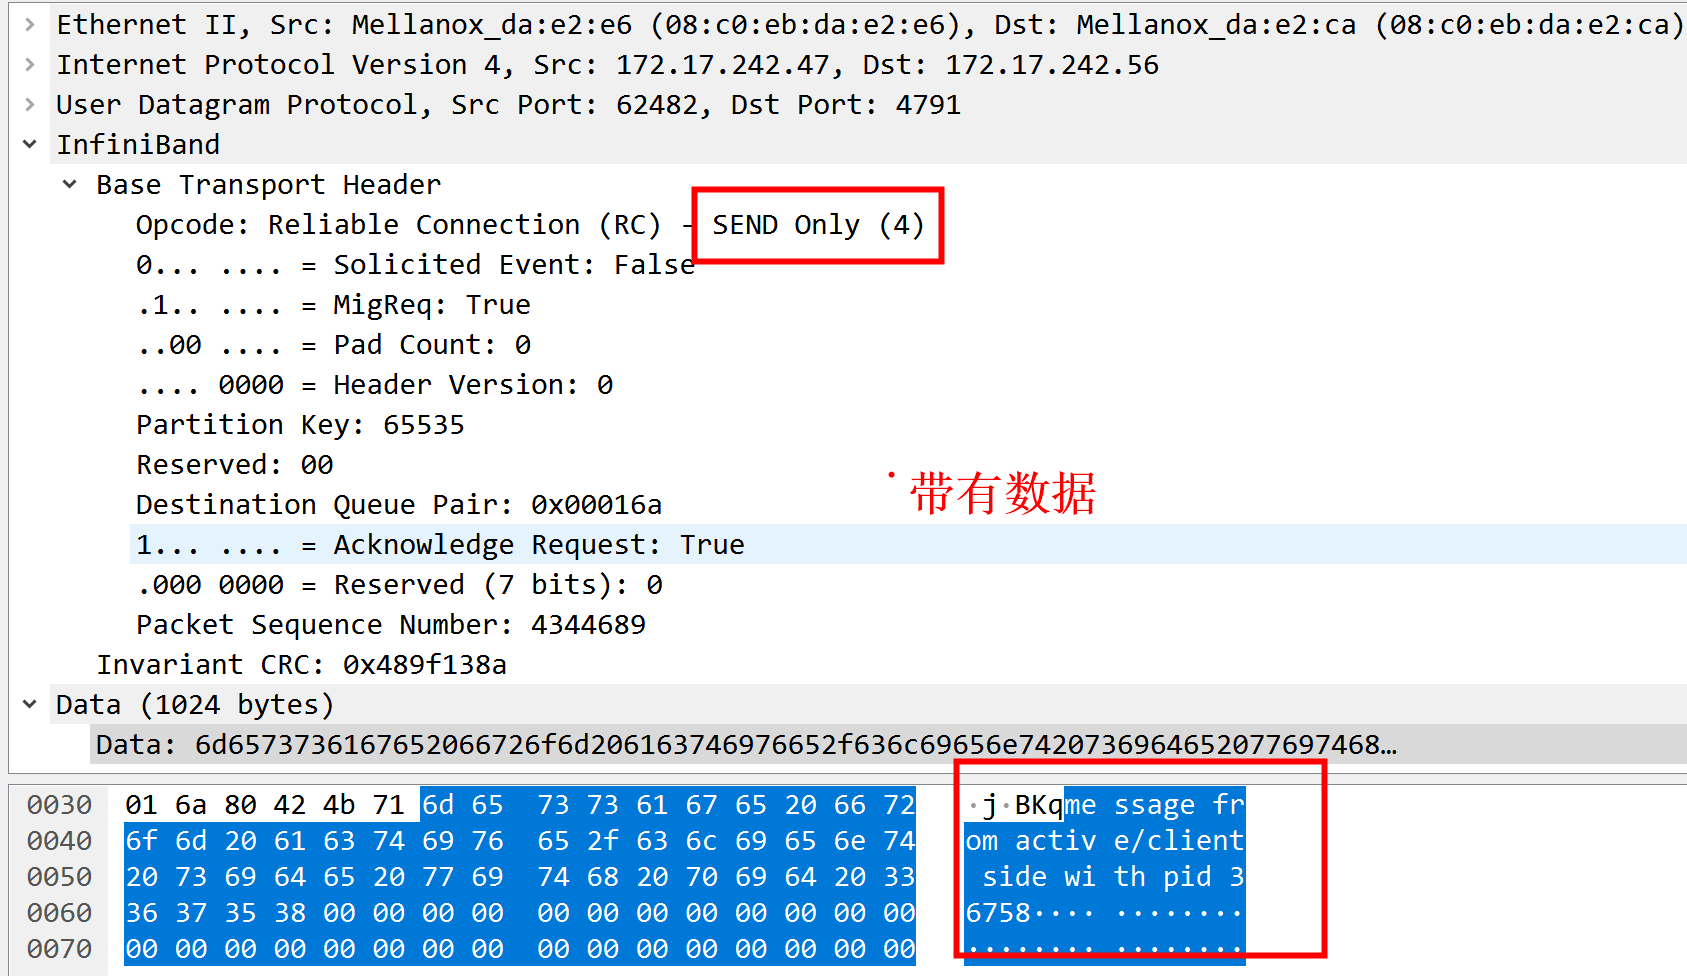 Ethernet II, Src: Mellanox_da:e2:e6 (08:c0:eb:da:e2:e6), Dst: Mellanox_da:e2:ca (08:c0:eb:da:e2:ca)
Internet Protocol Version 4, Src: 172.17.242.47, Dst: 172.17.242.56
User Datagram Protocol, Src Port: 62482, Dst Port: 4791
InfiniBand
Base Transport Header
Opcode: Reliable Connection (RC) - SEND Only (4)
0... .... = Solicited Event: False
.1.. .... = MigReq: True
..00 .... = Pad Count: 0
.... 0000 = Header Version: 0
Partition Key: 65535
Reserved: 00
带有数据
Destination Queue Pair: 0x00016a
1... .... = Acknowledge Request: True
.000 0000 = Reserved (7 bits): 0
Packet Sequence Number: 4344689
Invariant CRC: 0x489f138a
Data (1024 bytes)
Data: 6d6573736167652066726f6d206163746976652f636c69656e7420736964652077697468…
0030 01 6a 80 42 4b 71 6d 65 73 73 61 67 65 20 66 72 ·j·BKqme ssage fr
0040 6f 6d 20 61 63 74 69 76 65 2f 63 6c 69 65 6e 74 om activ e/client
0050 20 73 69 64 65 20 77 69 74 68 20 70 69 64 20 33 side wi th pid 3
0060 36 37 35 38 00 00 00 00 00 00 00 00 00 00 00 00 6758···· ········
0070 00 00 00 00 00 00 00 00 00 00 00 00 00 00 00 00 ········ ········